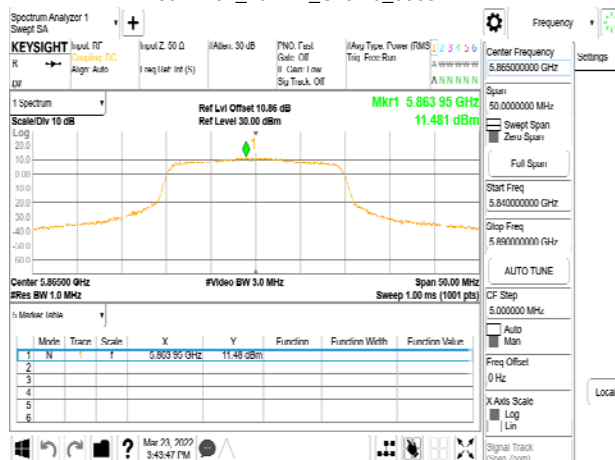 Spectrum Analyzer 1
Swept SA
Frequency
KEYSIGHT Input: RF
Coupling: DC
Align: Auto
Input Z: 50 Ω
Freq Ref: Int (S)
#Atten: 30 dB
PNO: Fast
Gate: Off
IF Gain: Low
Sig Track: Off
#Avg Type: Power (RMS
Trig: Free Run
1 2 3 4 5 6
A W W W W W
A N N N N N
Center Frequency
5.865000000 GHz
Settings
Span
50.0000000 MHz
Swept Span
Zero Span
Full Span
Start Freq
5.840000000 GHz
Stop Freq
5.890000000 GHz
AUTO TUNE
CF Step
5.000000 MHz
Auto
Man
Freq Offset
0 Hz
X Axis Scale
Log
Lin
Local
Signal Track
(Span Zoom)
1 Spectrum
Scale/Div 10 dB
Ref Lvl Offset 10.86 dB
Ref Level 30.00 dBm
Mkr1 5.863 95 GHz
11.481 dBm
Log
20.0
10.0
0.00
-10.0
-20.0
-30.0
-40.0
-50.0
-60.0
1
Center 5.86500 GHz
#Res BW 1.0 MHz
#Video BW 3.0 MHz
Span 50.00 MHz
Sweep 1.00 ms (1001 pts)
5 Marker Table
Mode Trace Scale X Y Function Function Width Function Value
1 N 1 f 5.863 95 GHz 11.48 dBm
2
3
4
5
6
Mar 23, 2022
3:43:47 PM